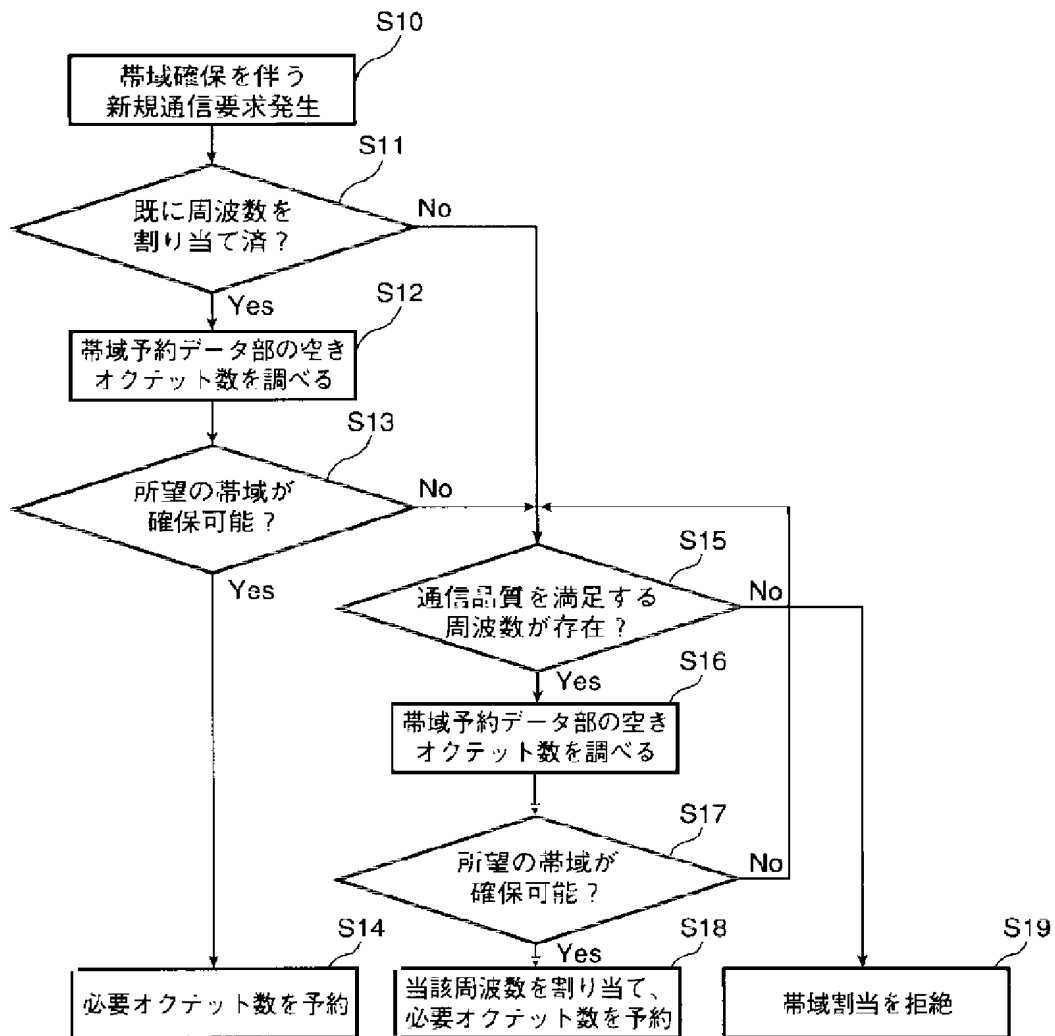 S10
帯域確保を伴う
新規通信要求発生
S11
既に周波数を
割り当て済？
No
Yes
S12
帯域予約データ部の空き
オクテット数を調べる
S13
所望の帯域が
確保可能？
No
Yes
S15
通信品質を満足する
周波数が存在？
No
Yes
S16
帯域予約データ部の空き
オクテット数を調べる
S17
所望の帯域が
確保可能？
No
Yes
S14
必要オクテット数を予約
S18
当該周波数を割り当て、
必要オクテット数を予約
S19
帯域割当を拒絶